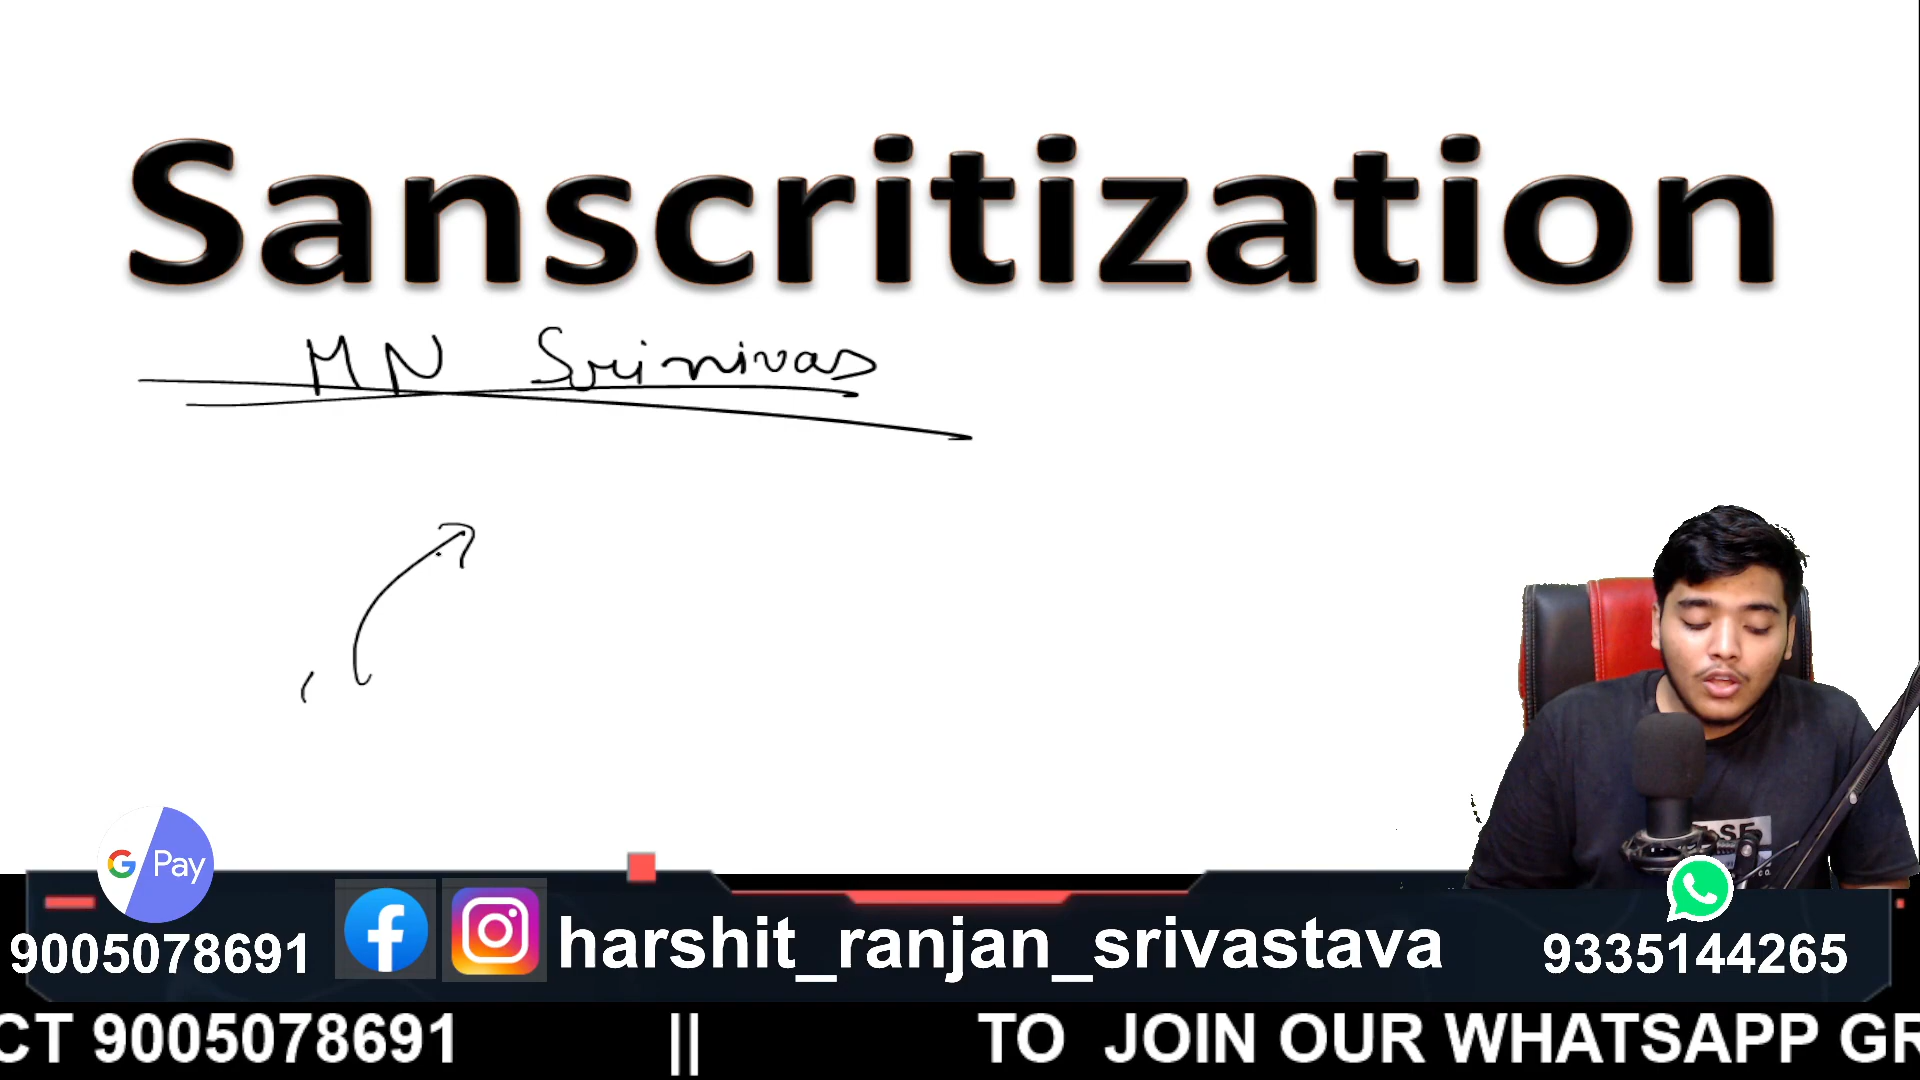 Sanscritization
MN Srinivas
G Pay
9005078691
harshit_ranjan_srivastava
9335144265
CT 9005078691 || TO JOIN OUR WHATSAPP GR